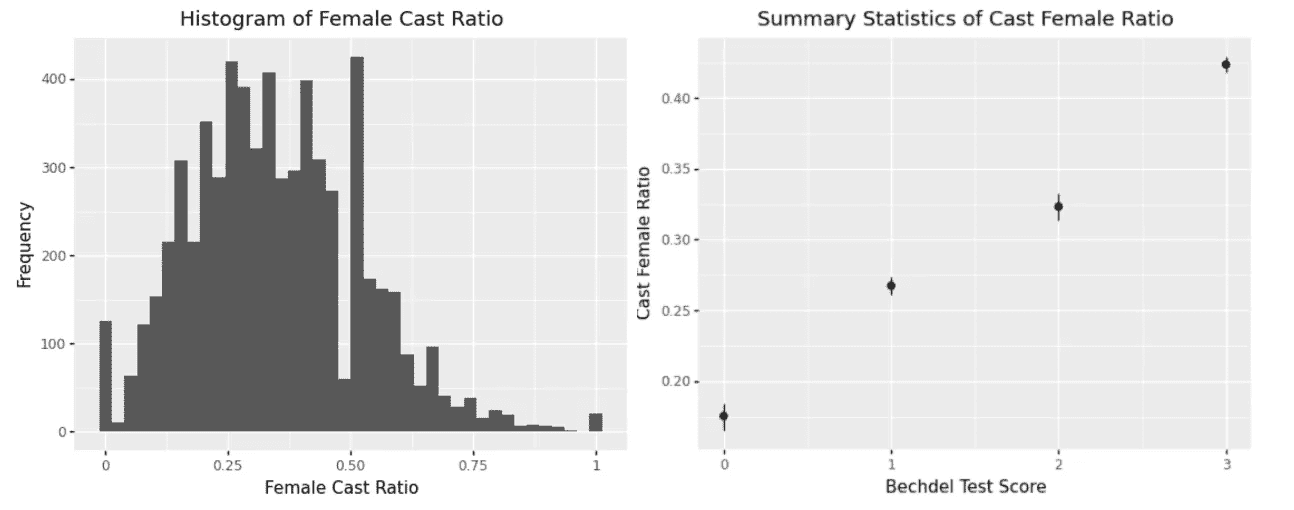 Histogram of Female Cast Ratio
Frequency
400
300
200
100
0
0 0.25 0.50 0.75 1
Female Cast Ratio
Summary Statistics of Cast Female Ratio
Cast Female Ratio
0.40
0.35
0.30
0.25
0.20
0 1 2 3
Bechdel Test Score